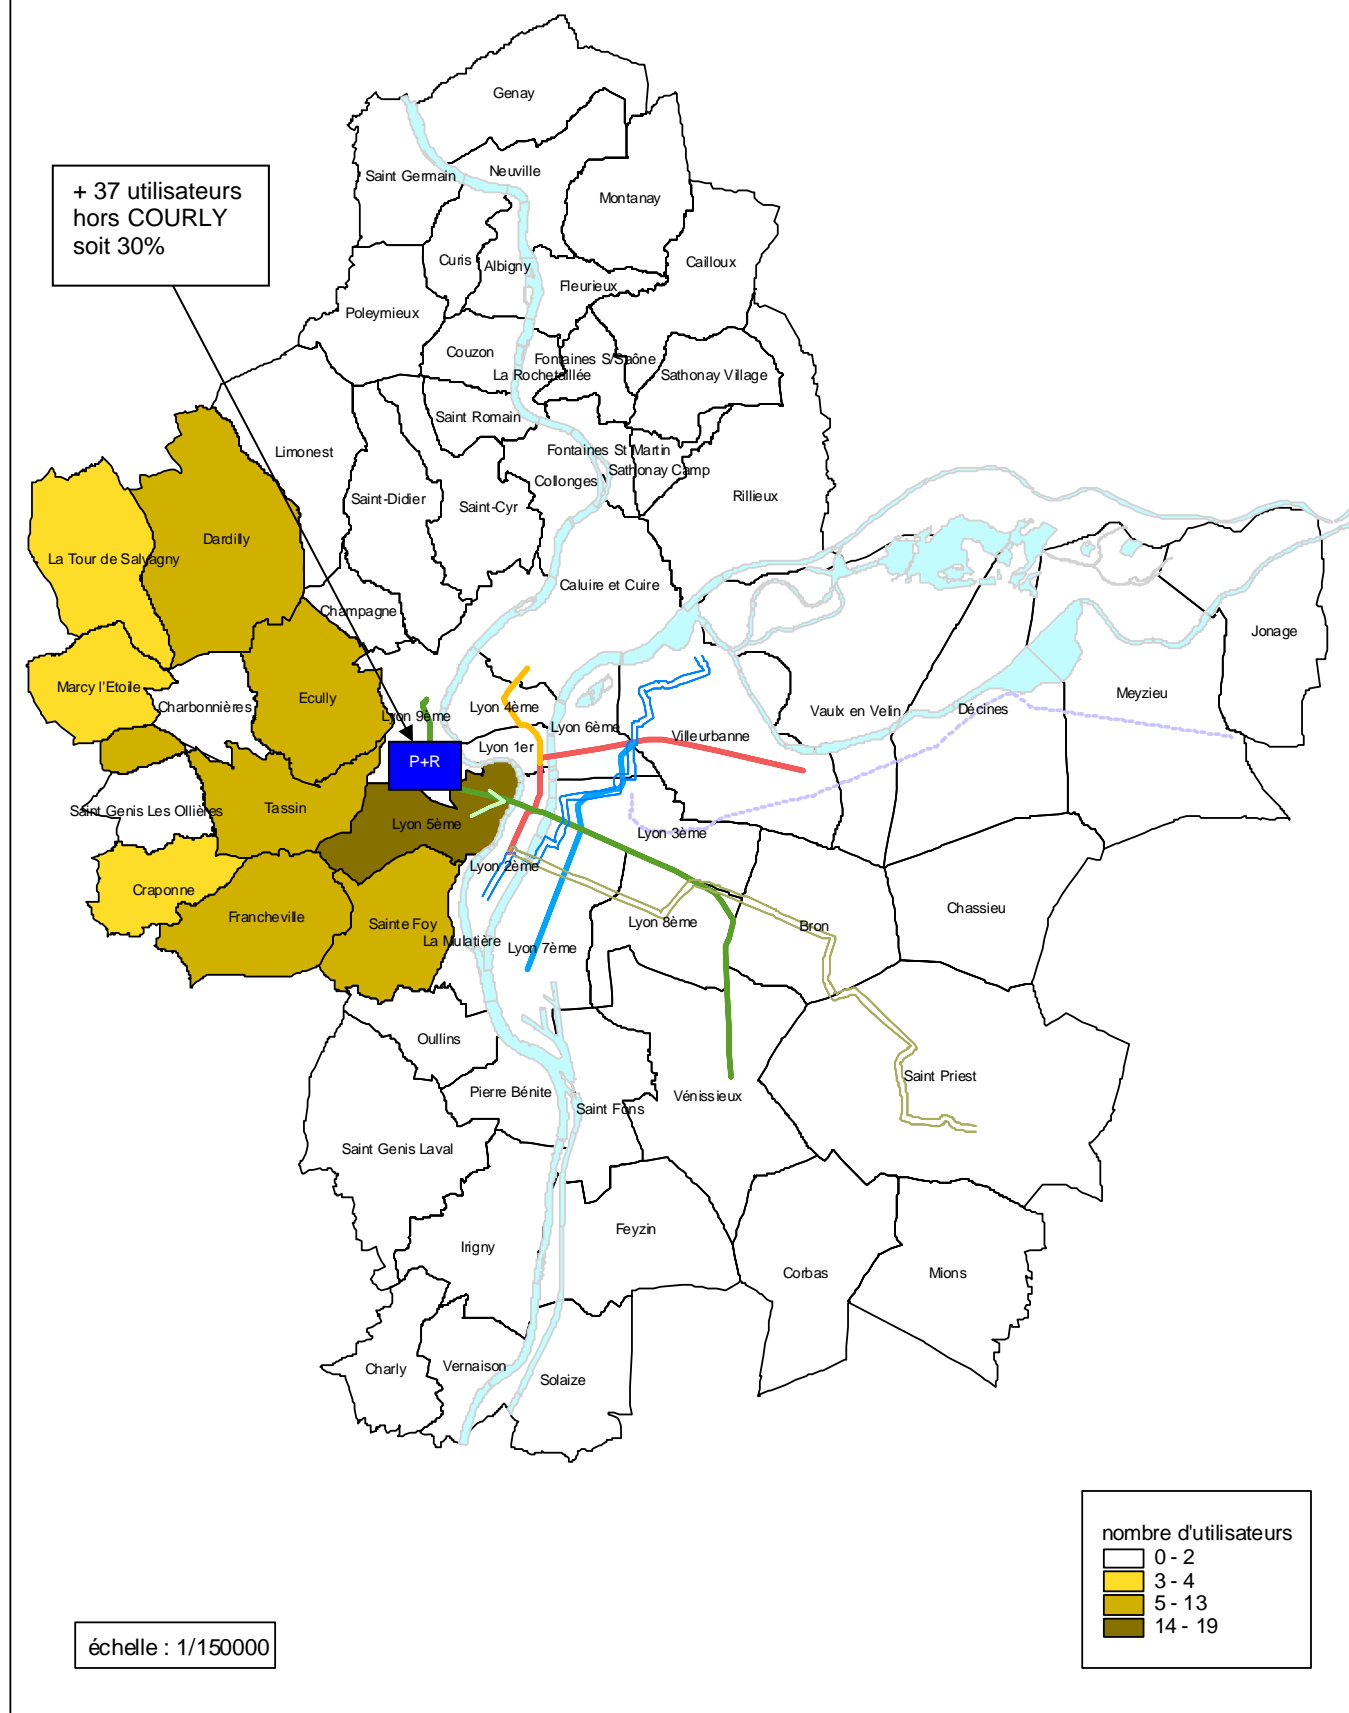 Genay
Saint Germain
Neuville
Montanay
+ 37 utilisateurs
hors COURLY
soit 30%
Curis
Albigny
Cailloux
Fleurieux
Poleymieux
Couzon
Fontaines S/Saône
La Rochetaillée
Sathonay Village
Saint Romain
Limonest
Fontaines St Martin
Sathonay Camp
Collonges
Rillieux
Saint-Didier
Saint-Cyr
Dardilly
La Tour de Salvagny
Caluire et Cuire
Champagne
Jonage
Marcy l'Etoile
Charbonnières
Ecully
Lyon 9ème
Lyon 4ème
Lyon 6ème
Villeurbanne
Vaulx en Velin
Décines
Meyzieu
Lyon 1er
P+R
Saint Genis Les Ollières
Tassin
Lyon 5ème
Lyon 3ème
Lyon 2ème
Craponne
Francheville
Sainte Foy
La Mulatière
Lyon 7ème
Lyon 8ème
Bron
Chassieu
Oullins
Pierre Bénite
Saint Fons
Vénissieux
Saint Priest
Saint Genis Laval
Irigny
Feyzin
Corbas
Mions
Charly
Vernaison
Solaize
nombre d'utilisateurs
0 - 2
3 - 4
5 - 13
14 - 19
échelle : 1/150000